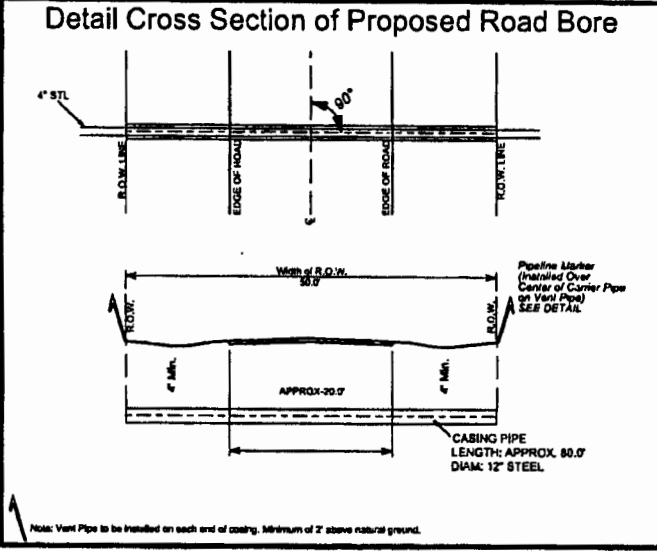 Detail Cross Section of Proposed Road Bore
4" STL
90°
R.O.W. LINE
EDGE OF ROAD
EDGE OF ROAD
R.O.W. LINE
Width of R.O.W.
50.0'
Pipeline Marker
(Installed Over
Center of Carrier Pipe
on Vent Pipe)
SEE DETAIL
R.O.W.
R.O.W.
4" Min.
4" Min.
APPROX-20.0'
CASING PIPE
LENGTH: APPROX. 80.0'
DIAM: 12" STEEL
Note: Vent Pipe to be installed on each end of casing. Minimum of 2' above natural ground.